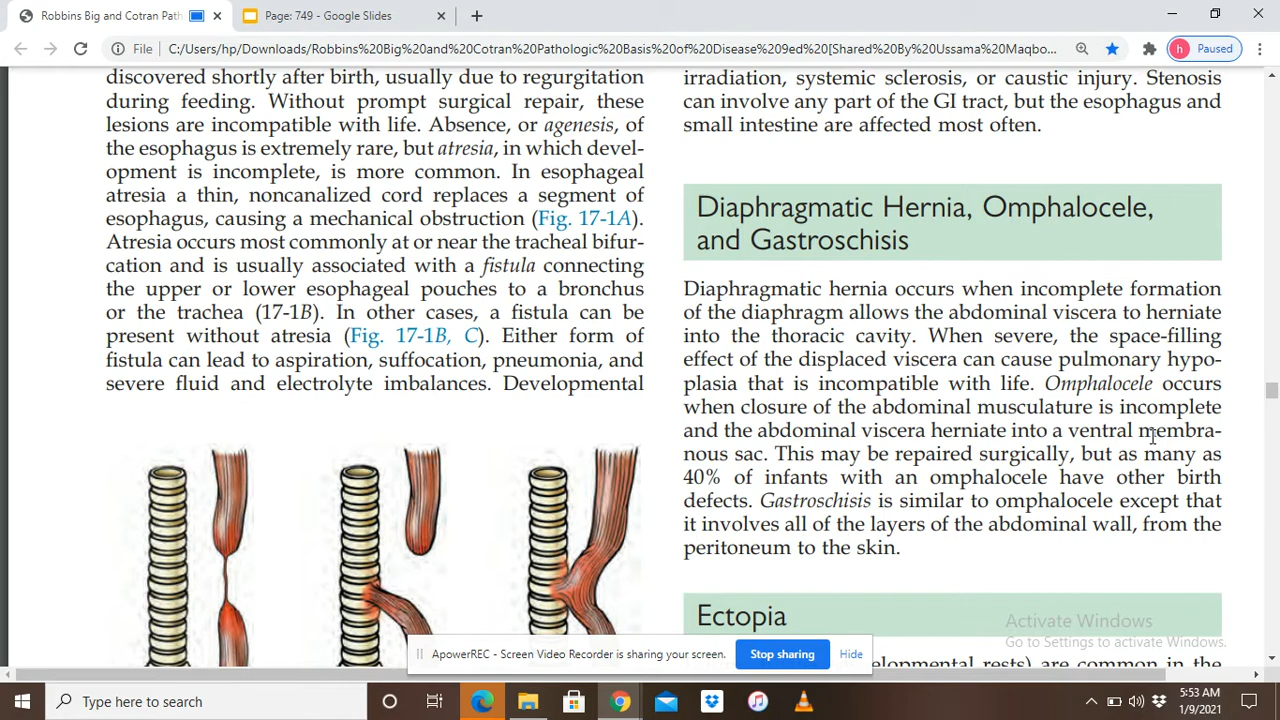 Robbins Big and Cotran Path
Page: 749 - Google Slides
File
C:/Users/hp/Downloads/Robbins%20Big%20and%20Cotran%20Pathologic%20Basis%20of%20Disease%209ed%20[Shared%20By%20Ussama%20Maqbo...
h
Paused
discovered shortly after birth, usually due to regurgitation
during feeding. Without prompt surgical repair, these
lesions are incompatible with life. Absence, or agenesis, of
the esophagus is extremely rare, but atresia, in which devel-
opment is incomplete, is more common. In esophageal
atresia a thin, noncanalized cord replaces a segment of
esophagus, causing a mechanical obstruction (Fig. 17-1A).
Atresia occurs most commonly at or near the tracheal bifur-
cation and is usually associated with a fistula connecting
the upper or lower esophageal pouches to a bronchus
or the trachea (17-1B). In other cases, a fistula can be
present without atresia (Fig. 17-1B, C). Either form of
fistula can lead to aspiration, suffocation, pneumonia, and
severe fluid and electrolyte imbalances. Developmental
irradiation, systemic sclerosis, or caustic injury. Stenosis
can involve any part of the GI tract, but the esophagus and
small intestine are affected most often.
Diaphragmatic Hernia, Omphalocele,
and Gastroschisis
Diaphragmatic hernia occurs when incomplete formation
of the diaphragm allows the abdominal viscera to herniate
into the thoracic cavity. When severe, the space-filling
effect of the displaced viscera can cause pulmonary hypo-
plasia that is incompatible with life. Omphalocele occurs
when closure of the abdominal musculature is incomplete
and the abdominal viscera herniate into a ventral membra-
nous sac. This may be repaired surgically, but as many as
40% of infants with an omphalocele have other birth
defects. Gastroschisis is similar to omphalocele except that
it involves all of the layers of the abdominal wall, from the
peritoneum to the skin.
Ectopia
elopmental rests) are common in the
Activate Windows
Go to Settings to activate Windows.
ApowerREC - Screen Video Recorder is sharing your screen.
Stop sharing
Hide
Type here to search
5:53 AM
1/9/2021